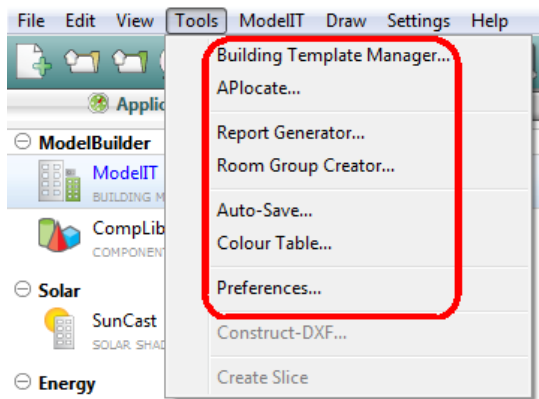 File Edit View Tools ModelIT Draw Settings Help
Building Template Manager...
APlocate...
ModelBuilder
Report Generator...
ModelIT
Room Group Creator...
BUILDING
CompLib
Auto-Save...
COMPONENT
Colour Table...
Solar
Preferences...
SunCast
SOLAR
Construct-DXF...
Energy
Create Slice